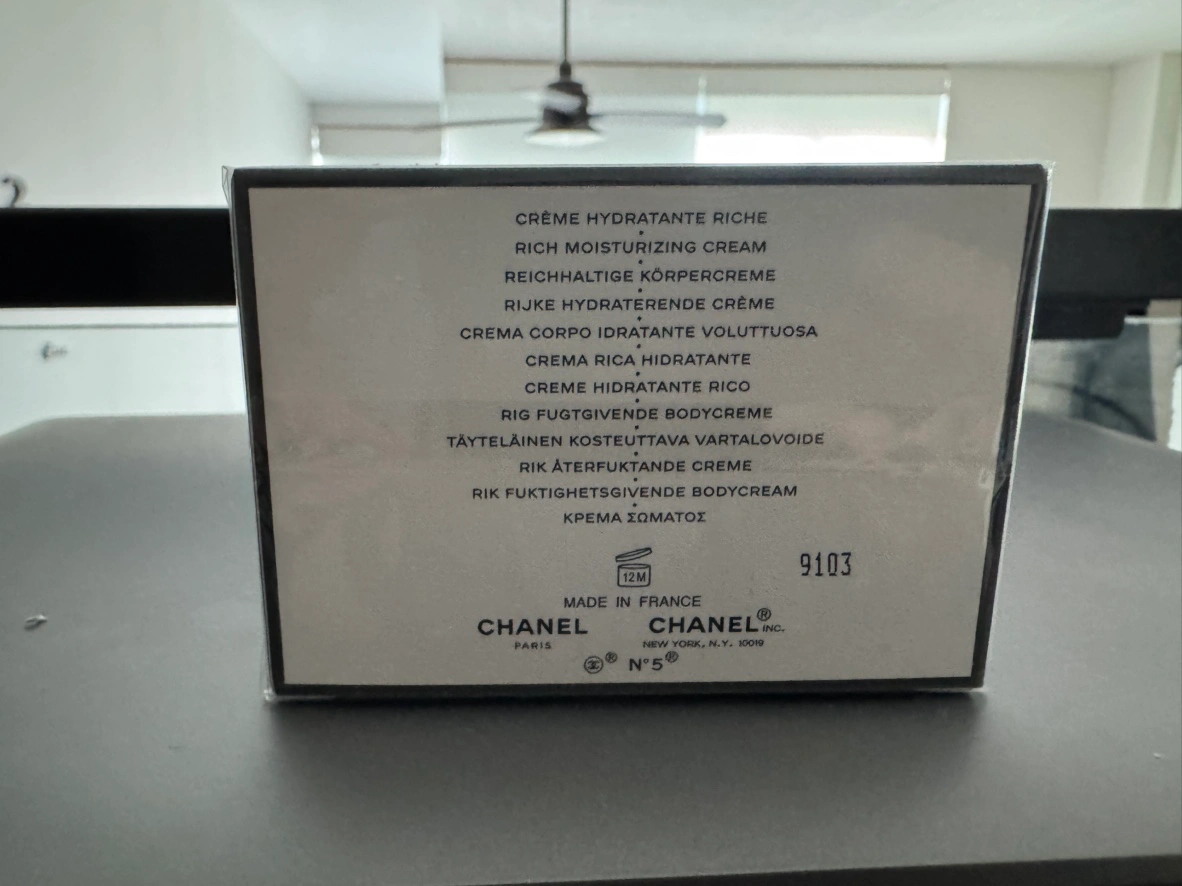 CRÈME HYDRATANTE RICHE
RICH MOISTURIZING CREAM
REICHHALTIGE KÖRPERCREME
RIJKE HYDRATERENDE CRÈME
CREMA CORPO IDRATANTE VOLUTTUOSA
CREMA RICA HIDRATANTE
CREME HIDRATANTE RICO
RIG FUGTGIVENDE BODYCREME
TÄYTELÄINEN KOSTEUTTAVA VARTALOVOIDE
RIK ÅTERFUKTANDE CREME
RIK FUKTIGHETSGIVENDE BODYCREAM
ΚΡΕΜΑ ΣΩΜΑΤΟΣ
12M
9103
MADE IN FRANCE
CHANEL CHANEL® INC.
PARIS NEW YORK, N.Y. 10019
® N°5®